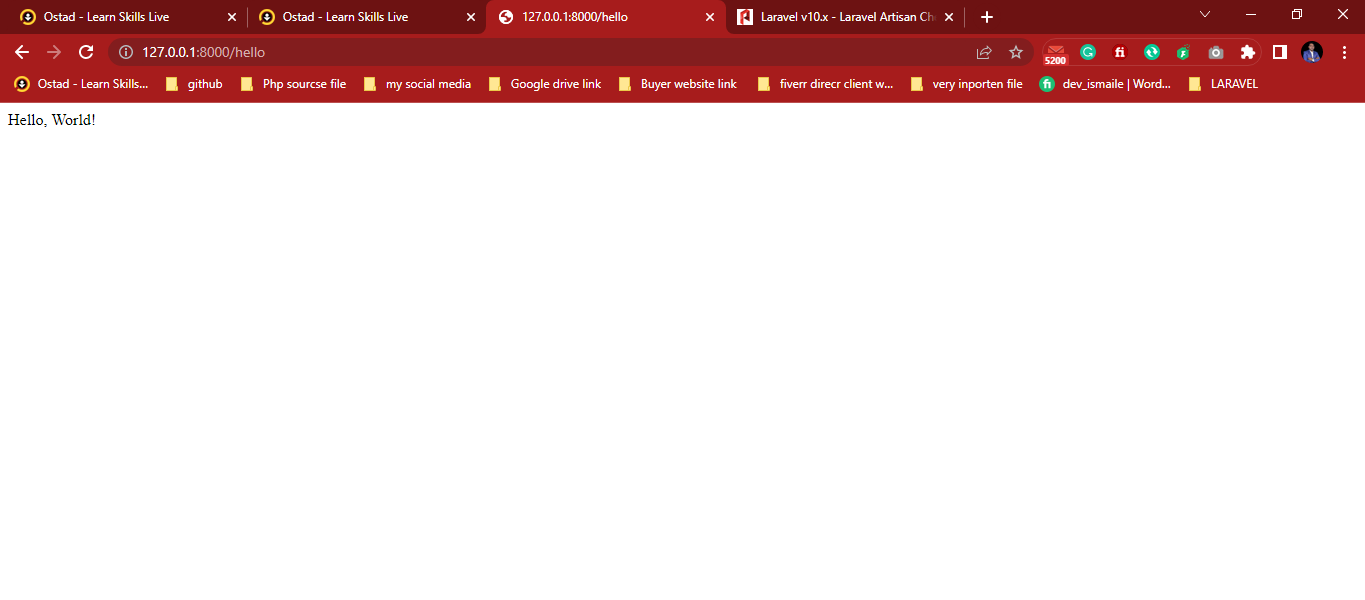 Ostad - Learn Skills Live Ostad - Learn Skills Live 127.0.0.1:8000/hello Laravel v10.x - Laravel Artisan Ch
127.0.0.1:8000/hello 5200
Ostad - Learn Skills... github Php sourcse file my social media Google drive link Buyer website link fiverr direcr client w... very inporten file fi dev_ismaile | Word... LARAVEL
Hello, World!